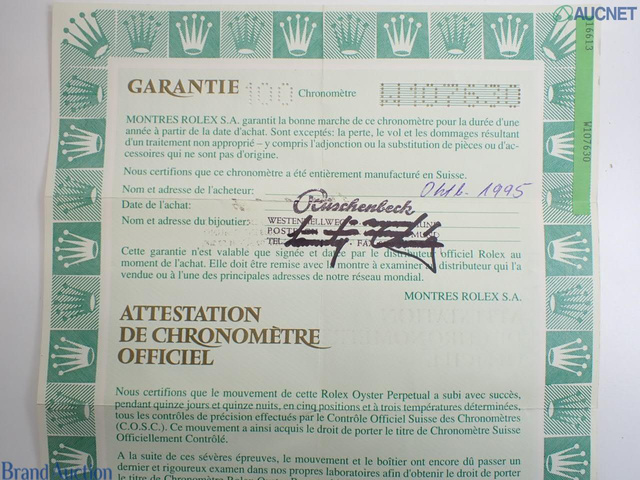 AUCNET
16613
W107630
GARANTIE 100 Chronomètre W107630
MONTRES ROLEX S.A. garantit la bonne marche de ce chronomètre pour la durée d'une
année à partir de la date d'achat. Sont exceptés: la perte, le vol et les dommages résultant
d'un traitement non approprié – y compris l'adjonction ou la substitution de pièces ou d'ac-
cessoires qui ne sont pas d'origine.
Nous certifions que ce chronomètre a été entièrement manufacturé en Suisse.
Nom et adresse de l'acheteur: Oktb. 1995
Date de l'achat: Rüschenbeck
Nom et adresse du bijoutier: WESTENHELLWEG
POSTF
TEL. FAX
Cette garantie n'est valable que signée et datée par le distributeur officiel Rolex au
moment de l'achat. Elle doit être remise avec la montre à examiner au distributeur qui l'a
vendue ou à l'une des principales adresses de notre réseau mondial.
MONTRES ROLEX S.A.
ATTESTATION
DE CHRONOMÈTRE
OFFICIEL
Nous certifions que le mouvement de cette Rolex Oyster Perpetual a subi avec succès,
pendant quinze jours et quinze nuits, en cinq positions et à trois températures déterminées,
tous les contrôles de précision effectués par le Contrôle Officiel Suisse des Chronomètres
(C.O.S.C.). Ce mouvement a ainsi acquis le droit de porter le titre de Chronomètre Suisse
Officiellement Contrôlé.
A la suite de ces sévères épreuves, le mouvement et le boîtier ont encore dû passer un
dernier et rigoureux examen dans nos propres laboratoires afin d'obtenir le droit de porter
Brand Auction